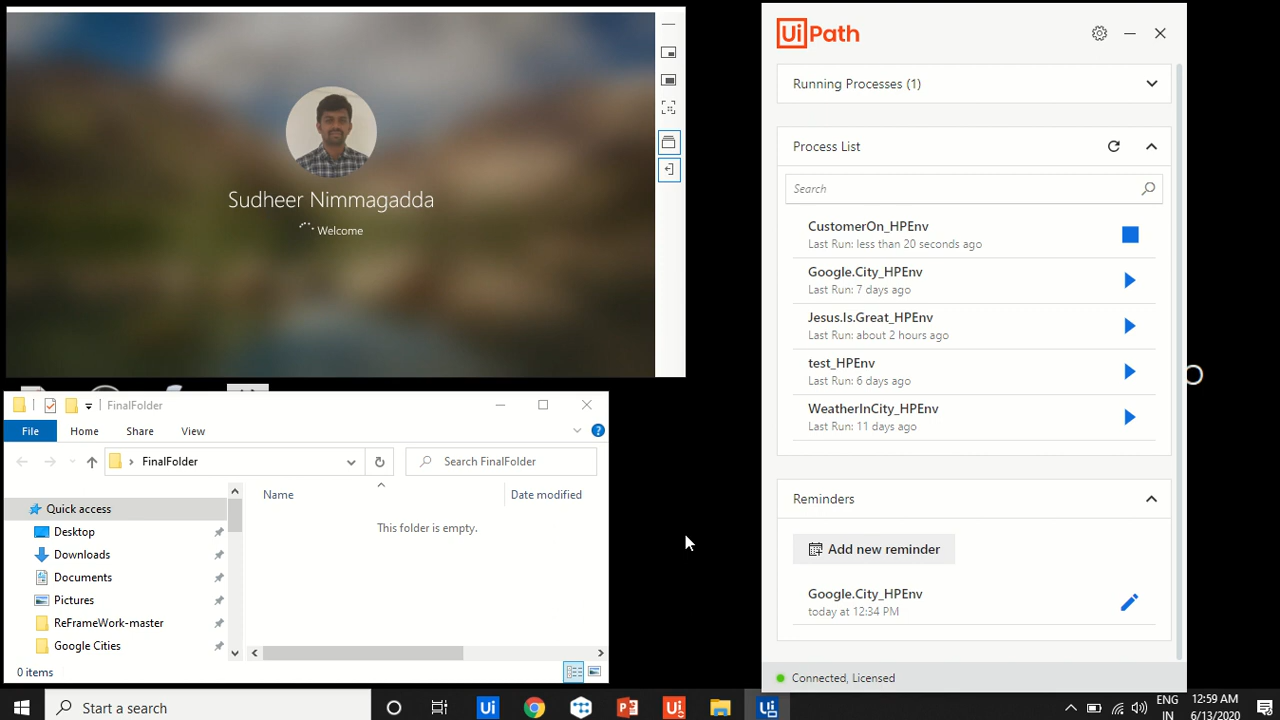 Sudheer Nimmagadda
Welcome
FinalFolder
File
Home
Share
View
FinalFolder
Search FinalFolder
Quick access
Desktop
Downloads
Documents
Pictures
ReFrameWork-master
Google Cities
Name
Date modified
This folder is empty.
0 items
Ui Path
Running Processes (1)
Process List
Search
CustomerOn_HPEnv
Last Run: less than 20 seconds ago
Google.City_HPEnv
Last Run: 7 days ago
Jesus.Is.Great_HPEnv
Last Run: about 2 hours ago
test_HPEnv
Last Run: 6 days ago
WeatherInCity_HPEnv
Last Run: 11 days ago
Reminders
Add new reminder
Google.City_HPEnv
today at 12:34 PM
Connected, Licensed
Start a search
Ui
Ui
ENG
IN
12:59 AM
6/13/2020